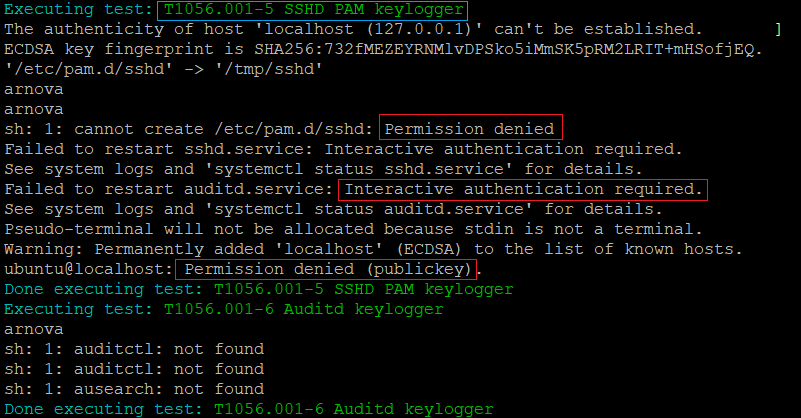 Executing test: T1056.001-5 SSHD PAM keylogger
The authenticity of host 'localhost (127.0.0.1)' can't be established. ]
ECDSA key fingerprint is SHA256:732fMEZEYRNMlvDPSko5iMmSK5pRM2LRIT+mHSofjEQ.
'/etc/pam.d/sshd' -> '/tmp/sshd'
arnova
arnova
sh: 1: cannot create /etc/pam.d/sshd: Permission denied
Failed to restart sshd.service: Interactive authentication required.
See system logs and 'systemctl status sshd.service' for details.
Failed to restart auditd.service: Interactive authentication required.
See system logs and 'systemctl status auditd.service' for details.
Pseudo-terminal will not be allocated because stdin is not a terminal.
Warning: Permanently added 'localhost' (ECDSA) to the list of known hosts.
ubuntu@localhost: Permission denied (publickey).
Done executing test: T1056.001-5 SSHD PAM keylogger
Executing test: T1056.001-6 Auditd keylogger
arnova
sh: 1: auditctl: not found
sh: 1: auditctl: not found
sh: 1: ausearch: not found
Done executing test: T1056.001-6 Auditd keylogger